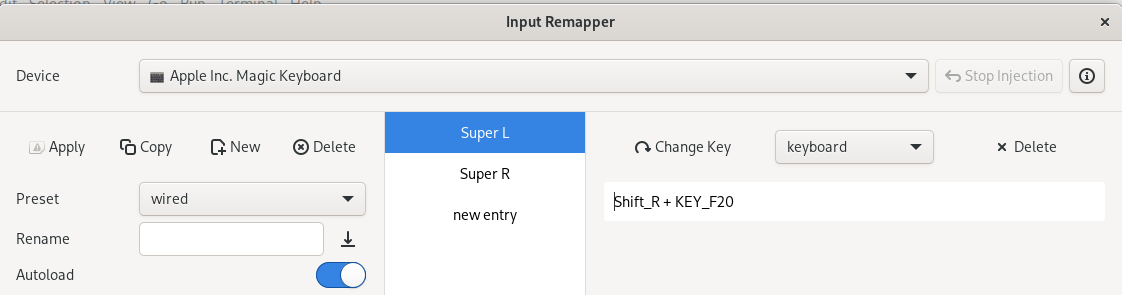 Edit Selection View Go Run Terminal Help
Input Remapper
Device
Apple Inc. Magic Keyboard
Stop Injection
Apply
Copy
New
Delete
Super L
Change Key
keyboard
Delete
Super R
Preset
wired
Shift_R + KEY_F20
new entry
Rename
Autoload